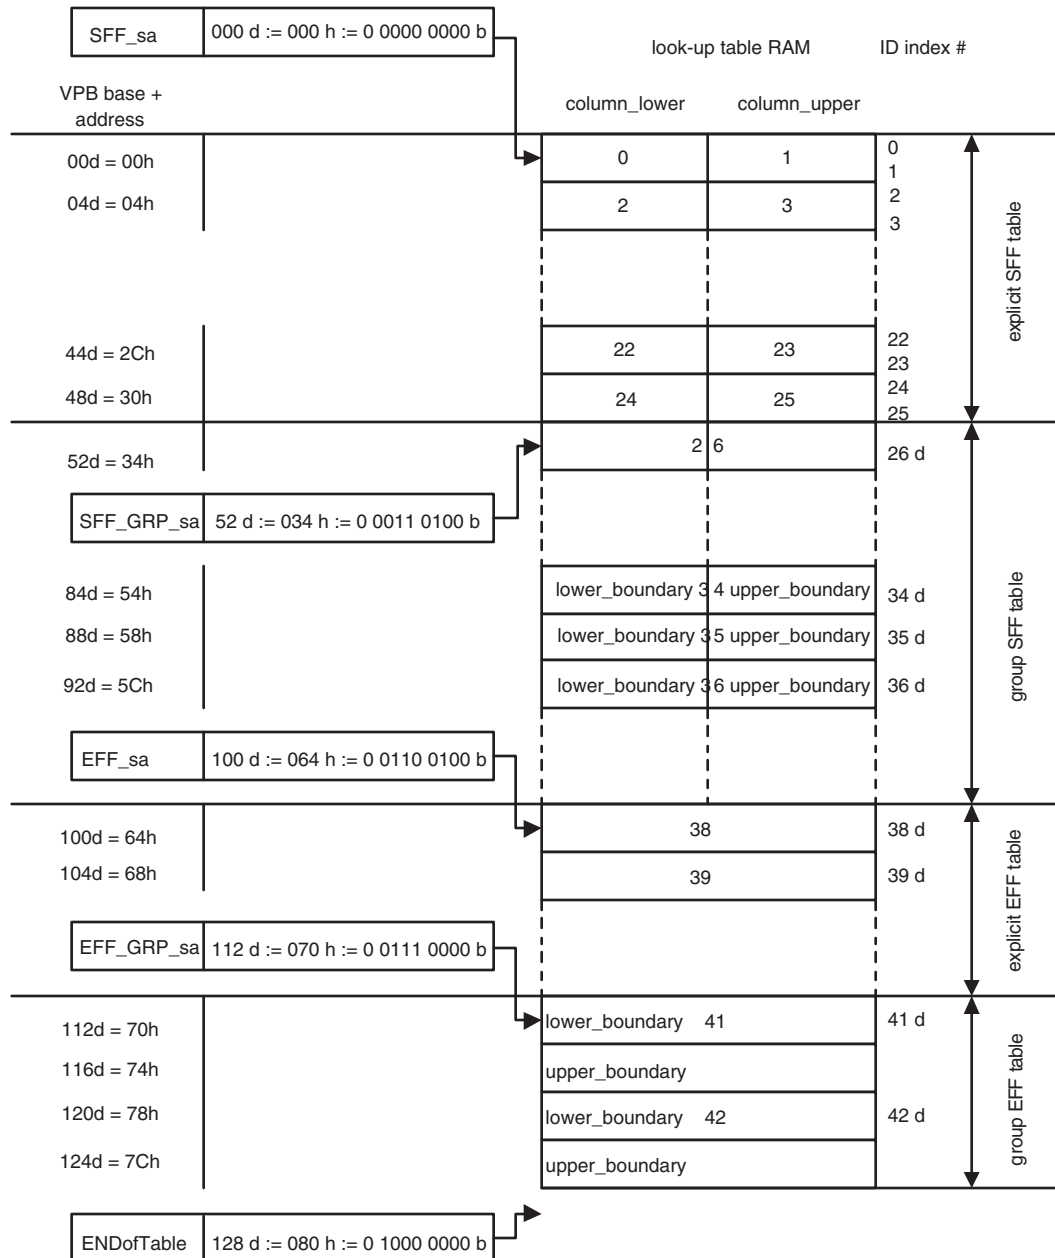 SFF_sa 000 d := 000 h := 0 0000 0000 b
look-up table RAM ID index #
VPB base +
address
column_lower column_upper
00d = 00h 0 1 0
1
04d = 04h 2 3 2
3
explicit SFF table
44d = 2Ch 22 23 22
23
48d = 30h 24 25 24
25
52d = 34h 2 6 26 d
SFF_GRP_sa 52 d := 034 h := 0 0011 0100 b
84d = 54h lower_boundary 3 4 upper_boundary 34 d
88d = 58h lower_boundary 3 5 upper_boundary 35 d
92d = 5Ch lower_boundary 3 6 upper_boundary 36 d
group SFF table
EFF_sa 100 d := 064 h := 0 0110 0100 b
100d = 64h 38 38 d
104d = 68h 39 39 d
explicit EFF table
EFF_GRP_sa 112 d := 070 h := 0 0111 0000 b
112d = 70h lower_boundary 41 41 d
116d = 74h upper_boundary
120d = 78h lower_boundary 42 42 d
124d = 7Ch upper_boundary
group EFF table
ENDofTable 128 d := 080 h := 0 1000 0000 b